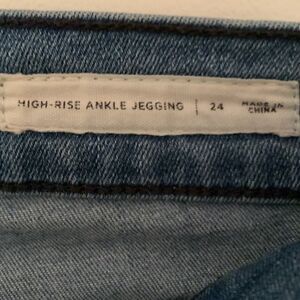 HIGH-RISE ANKLE JEGGING | 24 MADE IN
CHINA